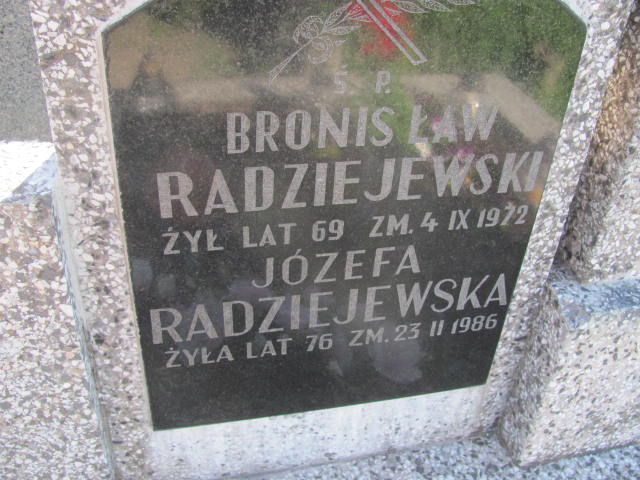 Ś. P.
BRONISŁAW
RADZIEJEWSKI
ŻYŁ LAT 69 ZM. 4 IX 1972
JÓZEFA
RADZIEJEWSKA
ŻYŁA LAT 76 ZM. 23 II 1986